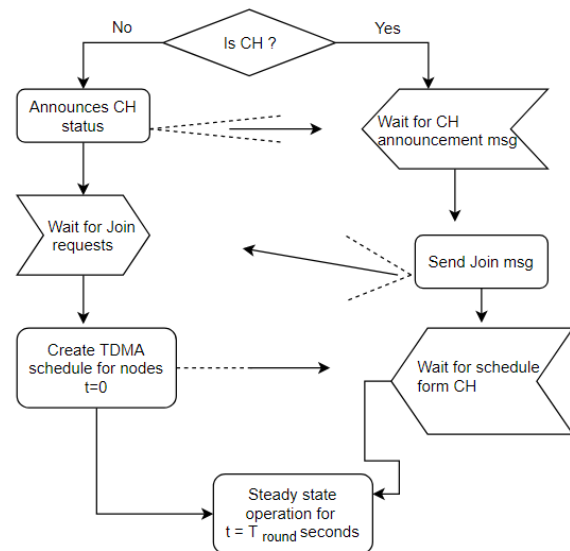 No
Is CH ?
Yes
Announces CH
status
Wait for CH
announcement msg
Wait for Join
requests
Send Join msg
Create TDMA
schedule for nodes
t=0
Wait for schedule
form CH
Steady state
operation for
t = T round seconds